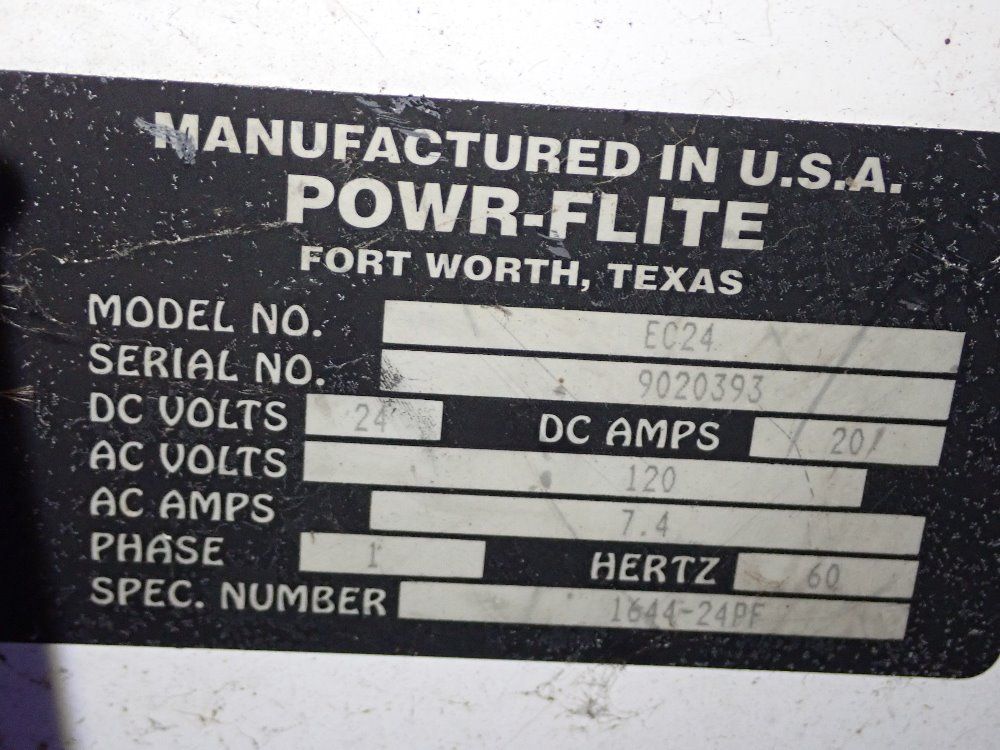 MANUFACTURED IN U.S.A.
POWR-FLITE
FORT WORTH, TEXAS
MODEL NO. EC24
SERIAL NO. 9020393
DC VOLTS 24 DC AMPS 20
AC VOLTS 120
AC AMPS 7.4
PHASE 1 HERTZ 60
SPEC. NUMBER 1644-24PF